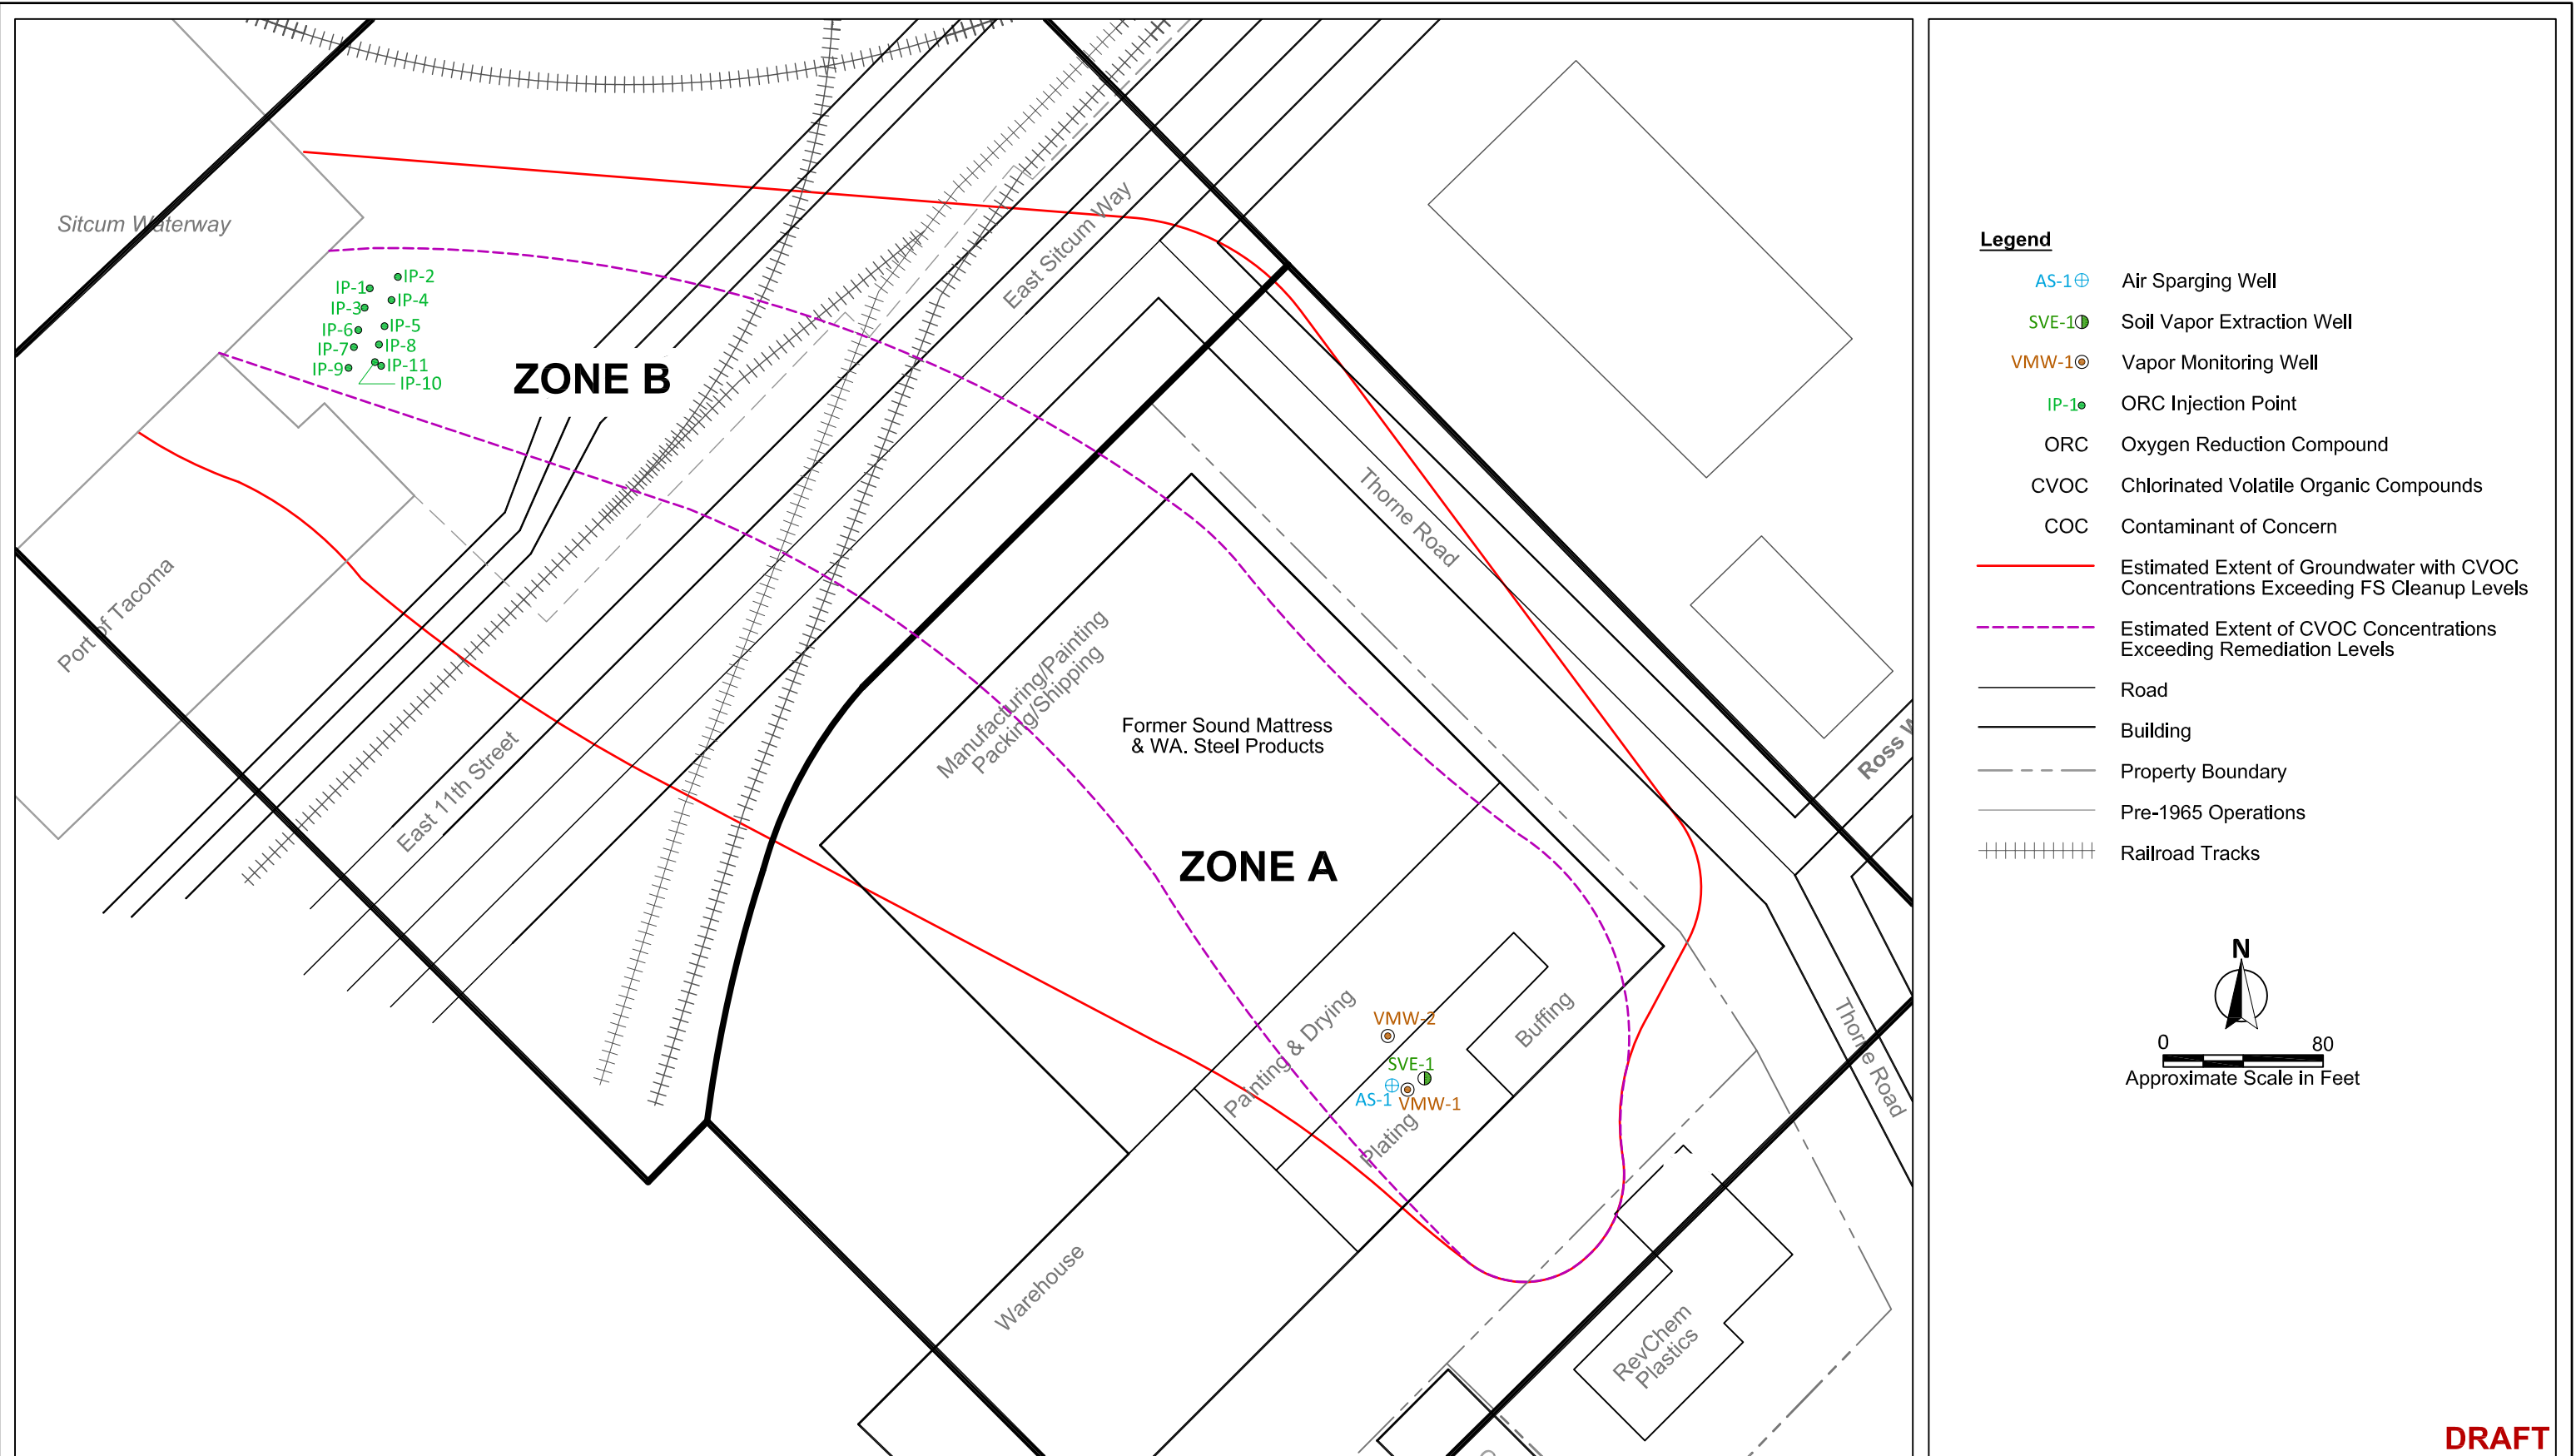 Sitcum Waterway
IP-1
IP-2
IP-3
IP-4
IP-6
IP-5
IP-7
IP-8
IP-9
IP-11
IP-10
ZONE B
East Sitcum Way
Port of Tacoma
East 11th Street
Thorne Road
Manufacturing/Painting
Packing/Shipping
Former Sound Mattress
& WA. Steel Products
ZONE A
Painting & Drying
Buffing
VMW-2
SVE-1
AS-1
VMW-1
Plating
Warehouse
RevChem
Plastics
Ross
Thorne Road
Legend
AS-1 Air Sparging Well
SVE-1 Soil Vapor Extraction Well
VMW-1 Vapor Monitoring Well
IP-1 ORC Injection Point
ORC Oxygen Reduction Compound
CVOC Chlorinated Volatile Organic Compounds
COC Contaminant of Concern
Estimated Extent of Groundwater with CVOC
Concentrations Exceeding FS Cleanup Levels
Estimated Extent of CVOC Concentrations
Exceeding Remediation Levels
Road
Building
Property Boundary
Pre-1965 Operations
Railroad Tracks
N
0 80
Approximate Scale in Feet
DRAFT